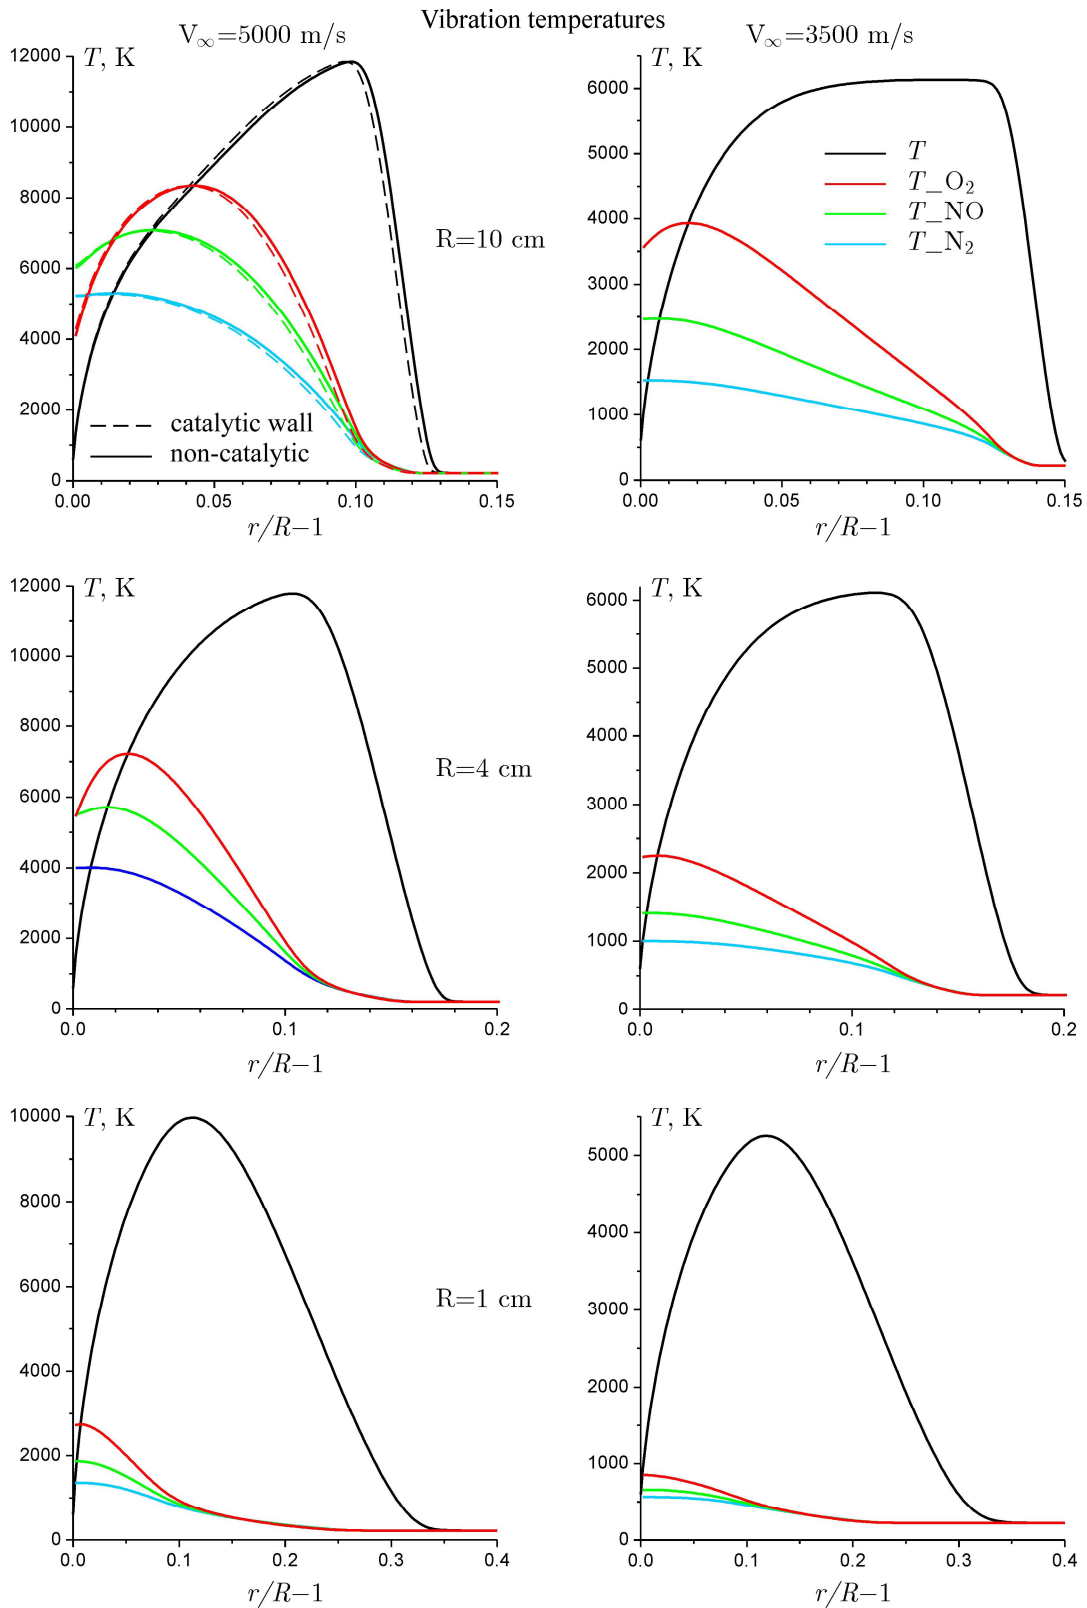 Vibration temperatures
V∞=5000 m/s
V∞=3500 m/s
T, K
12000
10000
8000
6000
4000
2000
0
0.00 0.05 0.10 0.15
r/R−1
catalytic wall
non-catalytic
R=10 cm
T, K
6000
5000
4000
3000
2000
1000
0
0.00 0.05 0.10 0.15
r/R−1
T
T_O₂
T_NO
T_N₂
T, K
12000
10000
8000
6000
4000
2000
0
0.0 0.1 0.2
r/R−1
R=4 cm
T, K
6000
5000
4000
3000
2000
1000
0
0.0 0.1 0.2
r/R−1
T, K
10000
8000
6000
4000
2000
0
0.0 0.1 0.2 0.3 0.4
r/R−1
R=1 cm
T, K
5000
4000
3000
2000
1000
0
0.0 0.1 0.2 0.3 0.4
r/R−1